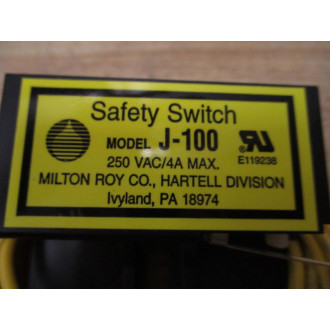 Safety Switch
MODEL J-100
250 VAC/4A MAX.
E119238
MILTON ROY CO., HARTELL DIVISION
Ivyland, PA 18974